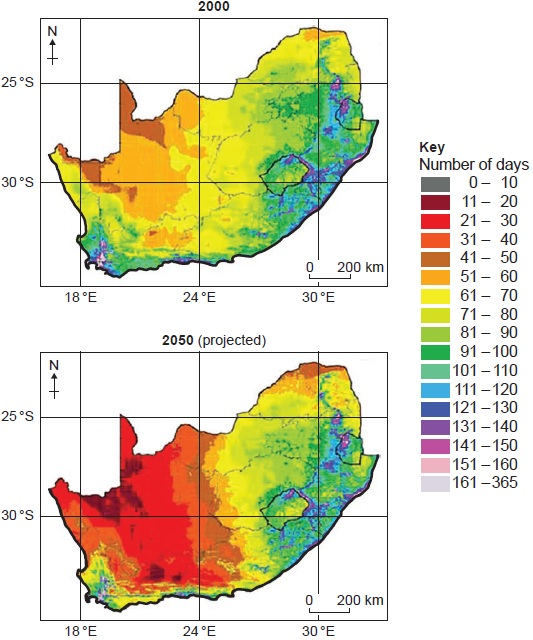 2000
N
25°S
30°S
0 200 km
18°E 24°E 30°E
Key
Number of days
0 – 10
11 – 20
21 – 30
31 – 40
41 – 50
51 – 60
61 – 70
71 – 80
81 – 90
91 – 100
101 – 110
111 – 120
121 – 130
131 – 140
141 – 150
151 – 160
161 – 365
2050 (projected)
N
25°S
30°S
0 200 km
18°E 24°E 30°E